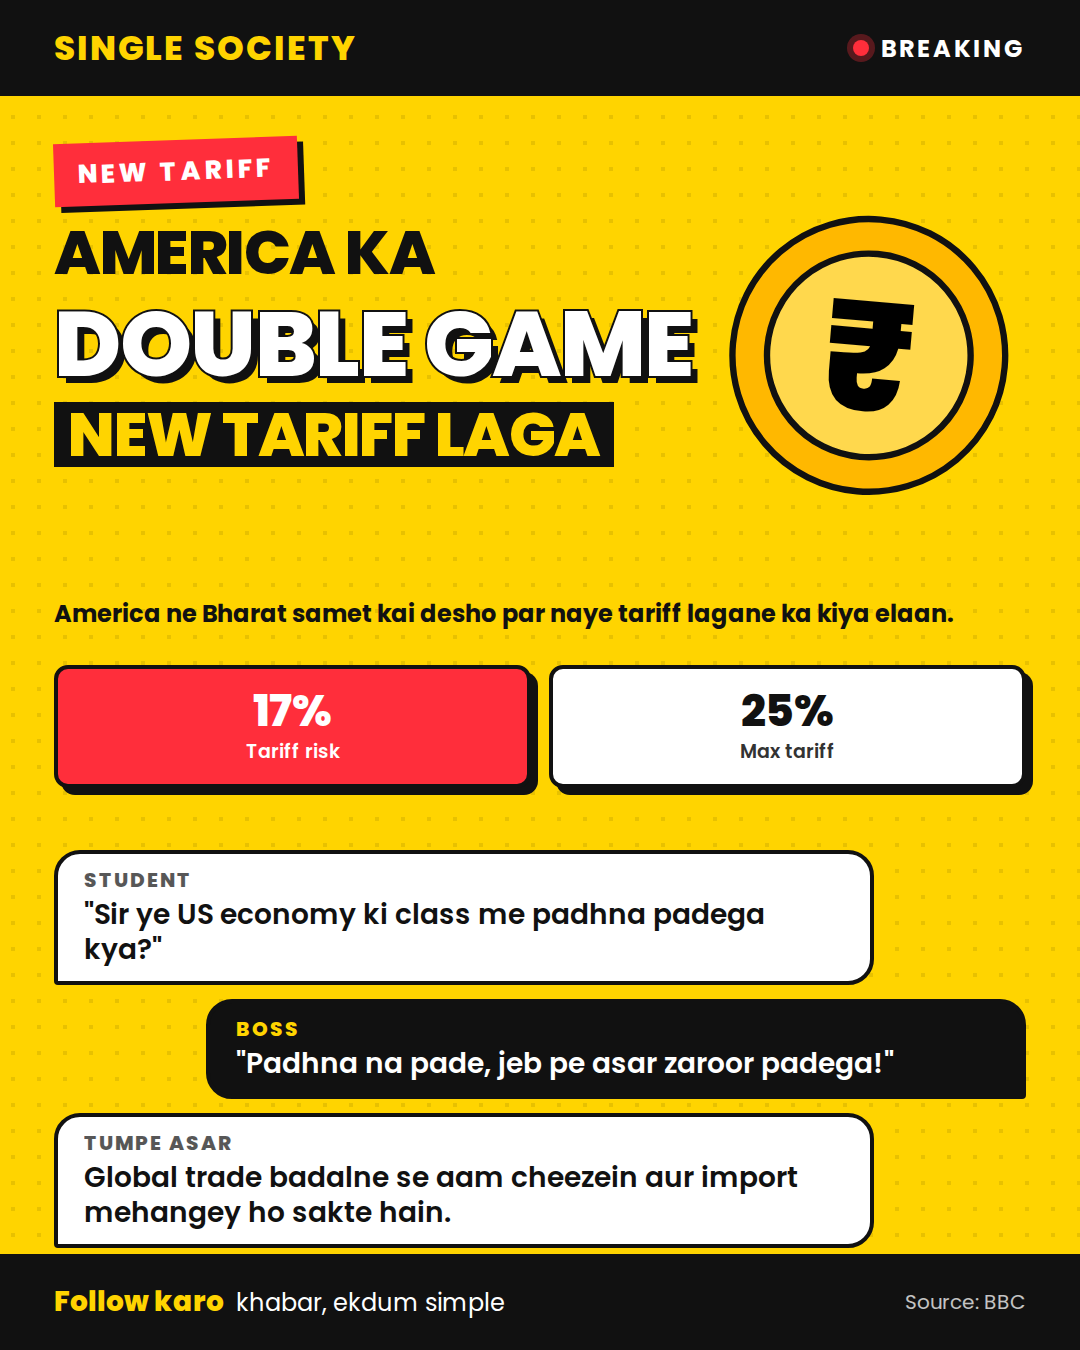 SINGLE SOCIETY
BREAKING
NEW TARIFF
AMERICA KA
DOUBLE GAME
NEW TARIFF LAGA
₹
America ne Bharat samet kai desho par naye tariff lagane ka kiya elaan.
17%
Tariff risk
25%
Max tariff
STUDENT
"Sir ye US economy ki class me padhna padega
kya?"
BOSS
"Padhna na pade, jeb pe asar zaroor padega!"
TUMPE ASAR
Global trade badalne se aam cheezein aur import
mehangey ho sakte hain.
Follow karo khabar, ekdum simple
Source: BBC